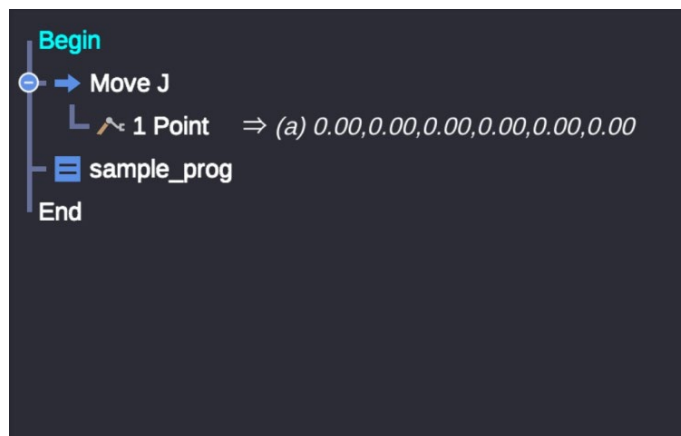 Begin
Move J
1 Point ⇒ (a) 0.00,0.00,0.00,0.00,0.00,0.00
sample_prog
End